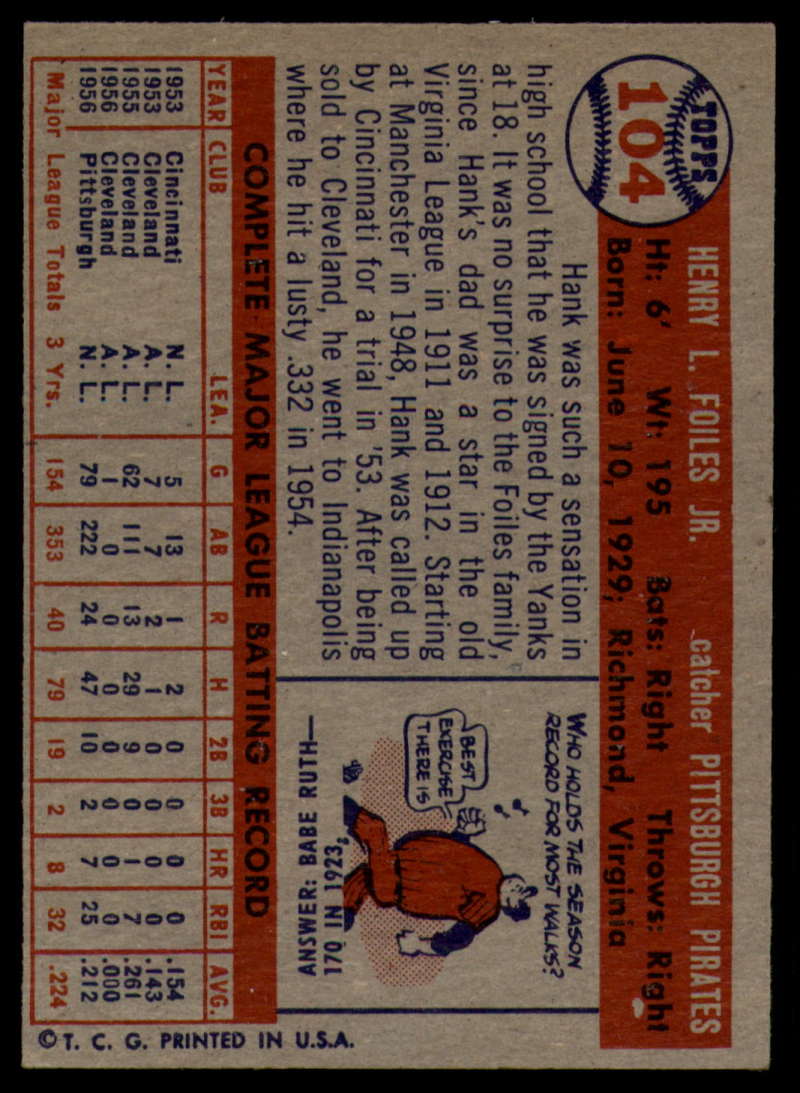 TOPPS
104
HENRY L. FOILES JR. catcher PITTSBURGH PIRATES
Ht: 6' Wt: 195 Bats: Right Throws: Right
Born: June 10, 1929; Richmond, Virginia
Hank was such a sensation in
high school that he was signed by the Yanks
at 18. It was no surprise to the Foiles family,
since Hank's dad was a star in the old
Virginia League in 1911 and 1912. Starting
at Manchester in 1948, Hank was called up
by Cincinnati for a trial in '53. After being
sold to Cleveland, he went to Indianapolis
where he hit a lusty .332 in 1954.
WHO HOLDS THE SEASON
RECORD FOR MOST WALKS?
BEST
EXERCISE
THERE IS
ANSWER: BABE RUTH—
170 IN 1923.
COMPLETE MAJOR LEAGUE BATTING RECORD
YEAR CLUB LEA. G AB R H 2B 3B HR RBI AVG.
1953 Cincinnati N. L. 5 13 1 2 0 0 0 0 .154
1953 Cleveland A. L. 7 7 2 1 0 0 0 0 .143
1955 Cleveland A. L. 62 111 13 29 9 0 1 7 .261
1956 Cleveland A. L. 1 0 0 0 0 0 0 0 .000
1956 Pittsburgh N. L. 79 222 24 47 10 2 7 25 .212
Major League Totals 3 Yrs. 154 353 40 79 19 2 8 32 .224
© T. C. G. PRINTED IN U.S.A.